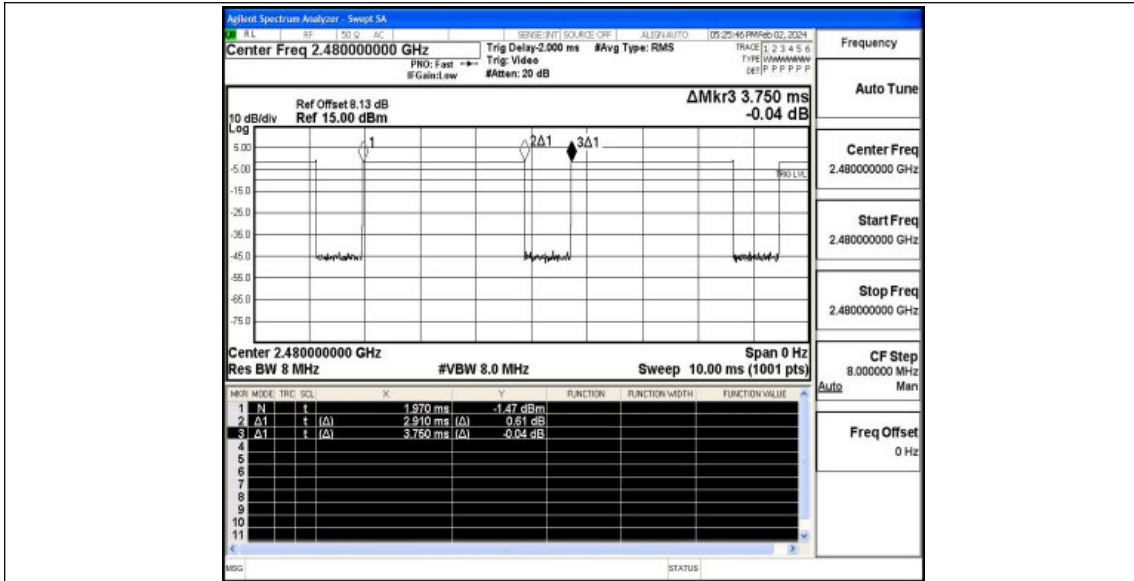 Agilent Spectrum Analyzer - Swept SA
RL RF 50 Ω AC SENSE:INT SOURCE OFF ALIGN AUTO 05:25:46 PM Feb 02, 2024
Center Freq 2.480000000 GHz
PNO: Fast
IFGain:Low
Trig Delay-2.000 ms #Avg Type: RMS
Trig: Video
#Atten: 20 dB
TRACE 1 2 3 4 5 6
TYPE WWWWWW
DET P P P P P P
Frequency
Auto Tune
ΔMkr3 3.750 ms
-0.04 dB
Ref Offset 8.13 dB
10 dB/div Ref 15.00 dBm
Log
1
2Δ1
3Δ1
TRIG LVL
5.00
-5.00
-15.0
-25.0
-35.0
-45.0
-55.0
-65.0
-75.0
Center Freq
2.480000000 GHz
Start Freq
2.480000000 GHz
Stop Freq
2.480000000 GHz
Center 2.480000000 GHz Span 0 Hz
Res BW 8 MHz #VBW 8.0 MHz Sweep 10.00 ms (1001 pts)
CF Step
8.000000 MHz
Auto Man
Freq Offset
0 Hz
MKR MODE TRC SCL X Y FUNCTION FUNCTION WIDTH FUNCTION VALUE
1 N t 1.970 ms -1.47 dBm
2 Δ1 t (Δ) 2.910 ms (Δ) 0.61 dB
3 Δ1 t (Δ) 3.750 ms (Δ) -0.04 dB
4
5
6
7
8
9
10
11
MSG STATUS